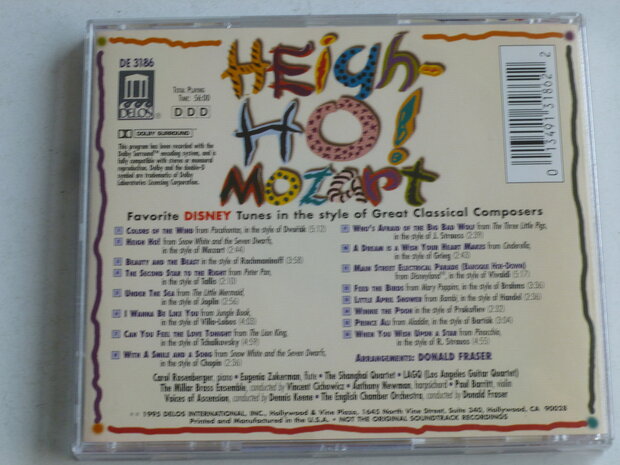 DE 3186
TOTAL PLAYING
TIME: 56:00
DELOS
DDD
DOLBY SURROUND
This program has been recorded with the
Dolby Surround™ encoding system, and is
fully compatible with stereo or monaural
reproduction. Dolby and the double-D
symbol are trademarks of Dolby
Laboratories Licensing Corporation.
HEigh-
HO!
Mozart
0 13491 31862 2
Favorite DISNEY Tunes in the style of Great Classical Composers
COLORS OF THE WIND from Pocahontas, in the style of Dvořák (5:12)
HEIGH HO! from Snow White and the Seven Dwarfs,
in the style of Mozart (2:44)
BEAUTY AND THE BEAST in the style of Rachmaninoff (3:58)
THE SECOND STAR TO THE RIGHT from Peter Pan,
in the style of Tallis (2:10)
UNDER THE SEA from The Little Mermaid,
in the style of Joplin (2:56)
I WANNA BE LIKE YOU from Jungle Book,
in the style of Villa-Lobos (4:03)
CAN YOU FEEL THE LOVE TONIGHT from The Lion King,
in the style of Tchaikovsky (4:59)
WITH A SMILE AND A SONG from Snow White and the Seven Dwarfs,
in the style of Chopin (2:56)
WHO'S AFRAID OF THE BIG BAD WOLF from The Three Little Pigs,
in the style of J. Strauss (2:39)
A DREAM IS A WISH YOUR HEART MAKES from Cinderella,
in the style of Grieg (2:43)
MAIN STREET ELECTRICAL PARADE (BAROQUE HOE-DOWN)
from Disneyland, in the style of Vivaldi (5:17)
FEED THE BIRDS from Mary Poppins, in the style of Brahms (3:36)
LITTLE APRIL SHOWER from Bambi, in the style of Handel (2:36)
WINNIE THE POOH in the style of Prokofiev (2:32)
PRINCE ALI from Aladdin, in the style of Bartók (3:04)
WHEN YOU WISH UPON A STAR from Pinocchio,
in the style of R. Strauss (4:55)
ARRANGEMENTS: DONALD FRASER
Carol Rosenberger, piano • Eugenia Zukerman, flute • The Shanghai Quartet • LAGQ (Los Angeles Guitar Quartet)
The Millar Brass Ensemble, conducted by Vincent Cichowicz • Anthony Newman, harpsichord • Paul Barritt, violin
Voices of Ascension, conducted by Dennis Keene • The English Chamber Orchestra, conducted by Donald Fraser
1995 DELOS INTERNATIONAL, INC., Hollywood & Vine Plaza, 1645 North Vine Street, Suite 340, Hollywood, CA 90028
Printed and Manufactured in the U.S.A. • NOT THE ORIGINAL SOUNDTRACK RECORDINGS